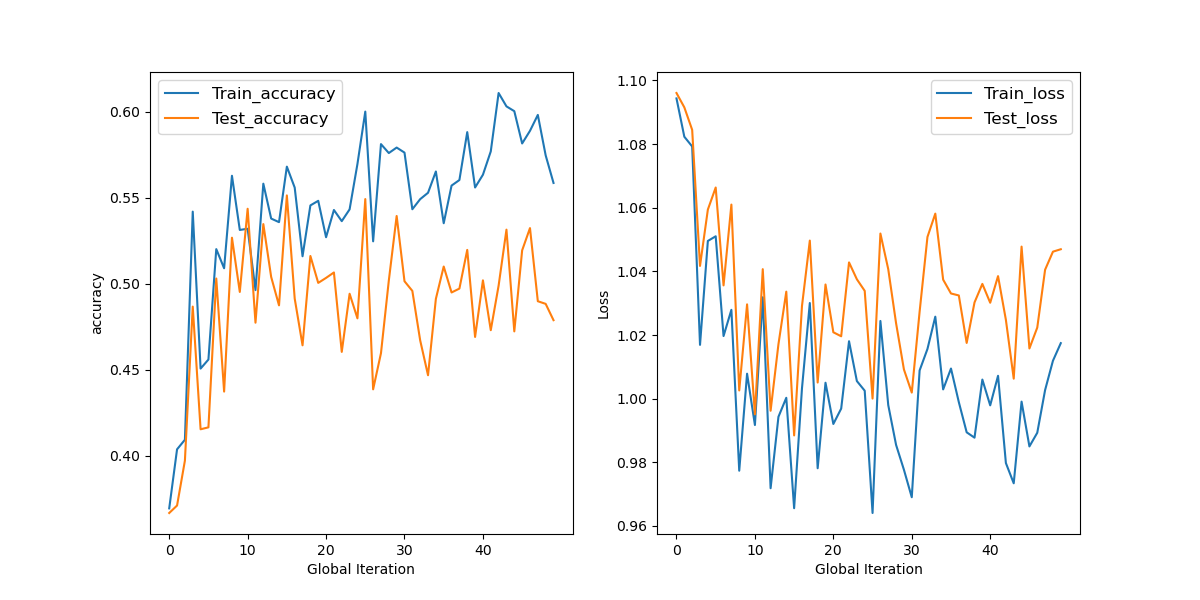 Train_accuracy
Test_accuracy
accuracy
0.60
0.55
0.50
0.45
0.40
0 10 20 30 40
Global Iteration
Train_loss
Test_loss
Loss
1.10
1.08
1.06
1.04
1.02
1.00
0.98
0.96
0 10 20 30 40
Global Iteration